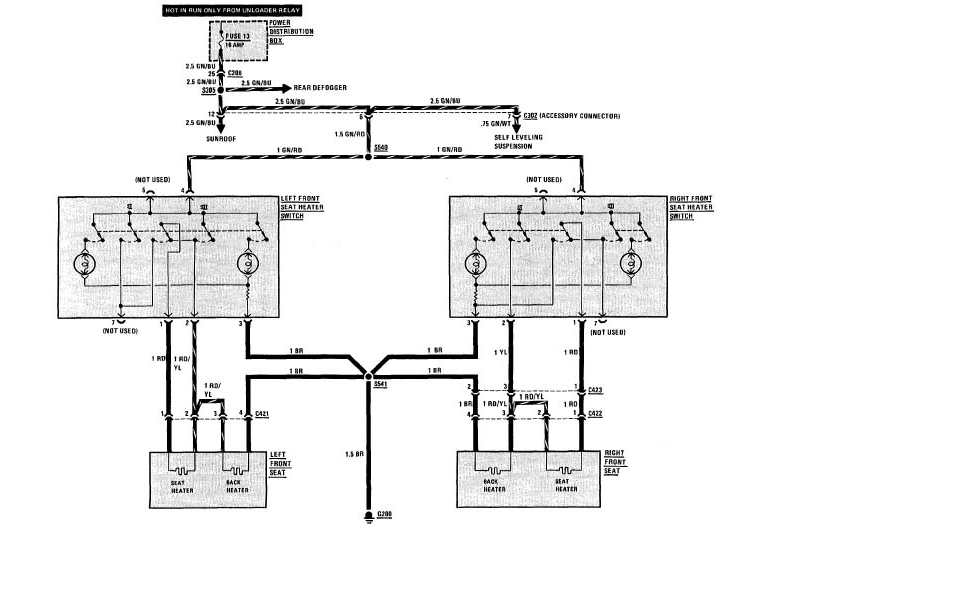 HOT IN RUN ONLY FROM UNLOADER RELAY
POWER
DISTRIBUTION
BOX
FUSE 13
16 AMP
2.5 GN/BU
25
C208
2.5 GN/BU
S205
2.5 GN/BU
REAR DEFOGGER
2.5 GN/BU
2.5 GN/BU
12
6
7
C302 (ACCESSORY CONNECTOR)
2.5 GN/BU
SUNROOF
1.5 GN/RD
.75 GN/WT
SELF LEVELING
SUSPENSION
S540
1 GN/RD
1 GN/RD
(NOT USED)
5
4
(NOT USED)
5
4
LEFT FRONT
SEAT HEATER
SWITCH
RIGHT FRONT
SEAT HEATER
SWITCH
7
(NOT USED)
1
2
3
3
2
1
7
(NOT USED)
1 RD
1 RD/
YL
1 BR
1 BR
1 YL
1 RD
1 BR
1 BR
S541
1 RD/
YL
2
3
1
C423
1 BR
1 RD/YL
1 RD/YL
1 RD
1
2
3
4
C421
4
3
2
1
C422
LEFT
FRONT
SEAT
SEAT
HEATER
BACK
HEATER
1.5 BR
RIGHT
FRONT
SEAT
BACK
HEATER
SEAT
HEATER
G200